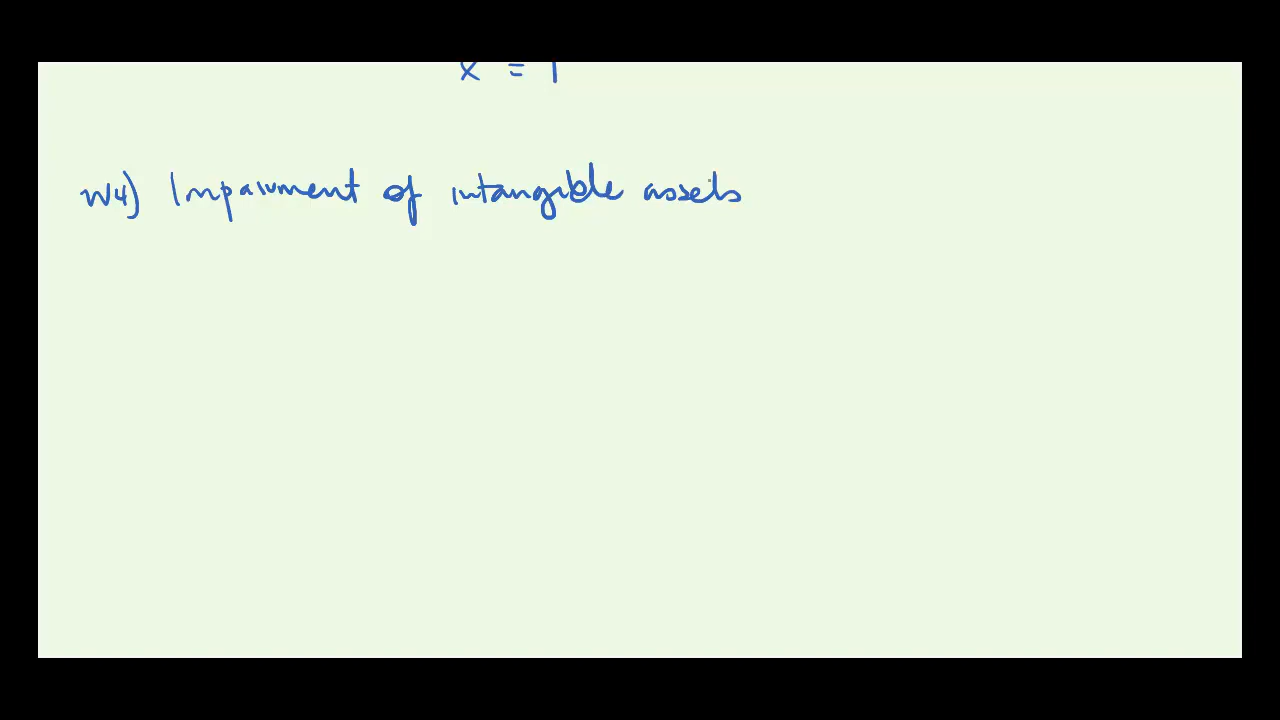 x = 1
W4) Impairment of intangible assets